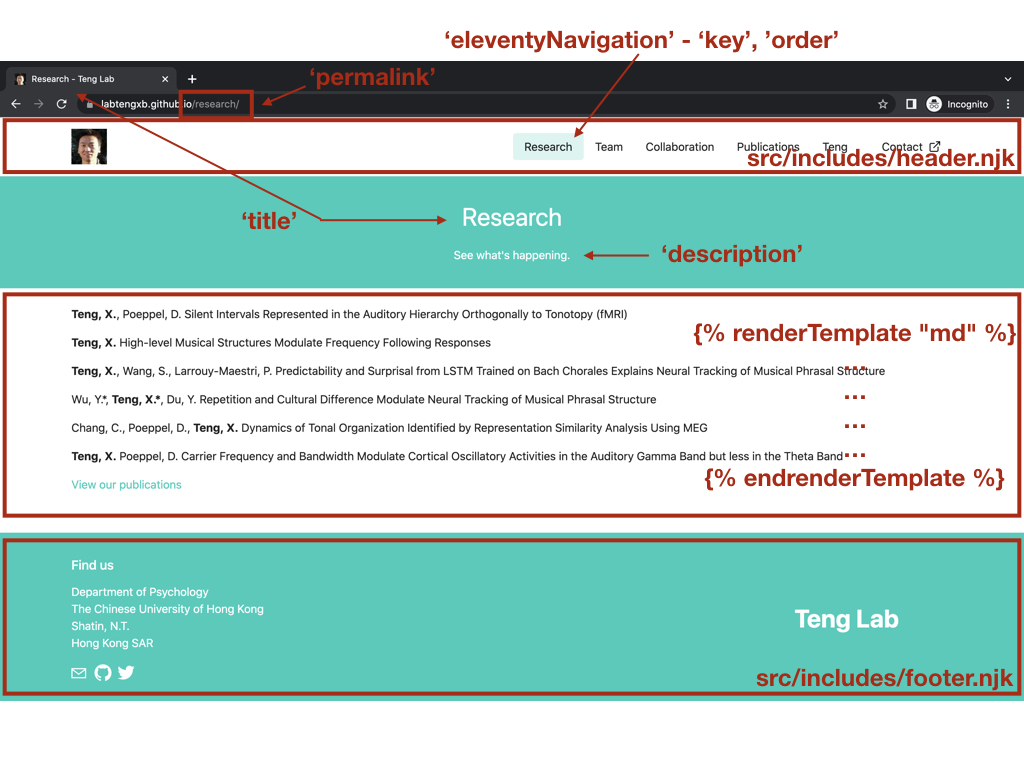 ‘eleventyNavigation’ - ‘key’, ’order’
Research - Teng Lab
‘permalink’
labtengxb.github.io/research/
Incognito
Research Team Collaboration Publications Teng Contact
src/includes/header.njk
‘title’
Research
See what's happening.
‘description’
Teng, X., Poeppel, D. Silent Intervals Represented in the Auditory Hierarchy Orthogonally to Tonotopy (fMRI)
{% renderTemplate "md" %}
Teng, X. High-level Musical Structures Modulate Frequency Following Responses
Teng, X., Wang, S., Larrouy-Maestri, P. Predictability and Surprisal from LSTM Trained on Bach Chorales Explains Neural Tracking of Musical Phrasal Structure
...
Wu, Y.*, Teng, X.*, Du, Y. Repetition and Cultural Difference Modulate Neural Tracking of Musical Phrasal Structure
...
Chang, C., Poeppel, D., Teng, X. Dynamics of Tonal Organization Identified by Representation Similarity Analysis Using MEG
...
Teng, X. Poeppel, D. Carrier Frequency and Bandwidth Modulate Cortical Oscillatory Activities in the Auditory Gamma Band but less in the Theta Band
...
{% endrenderTemplate %}
View our publications
Find us
Department of Psychology
The Chinese University of Hong Kong
Shatin, N.T.
Hong Kong SAR
Teng Lab
src/includes/footer.njk